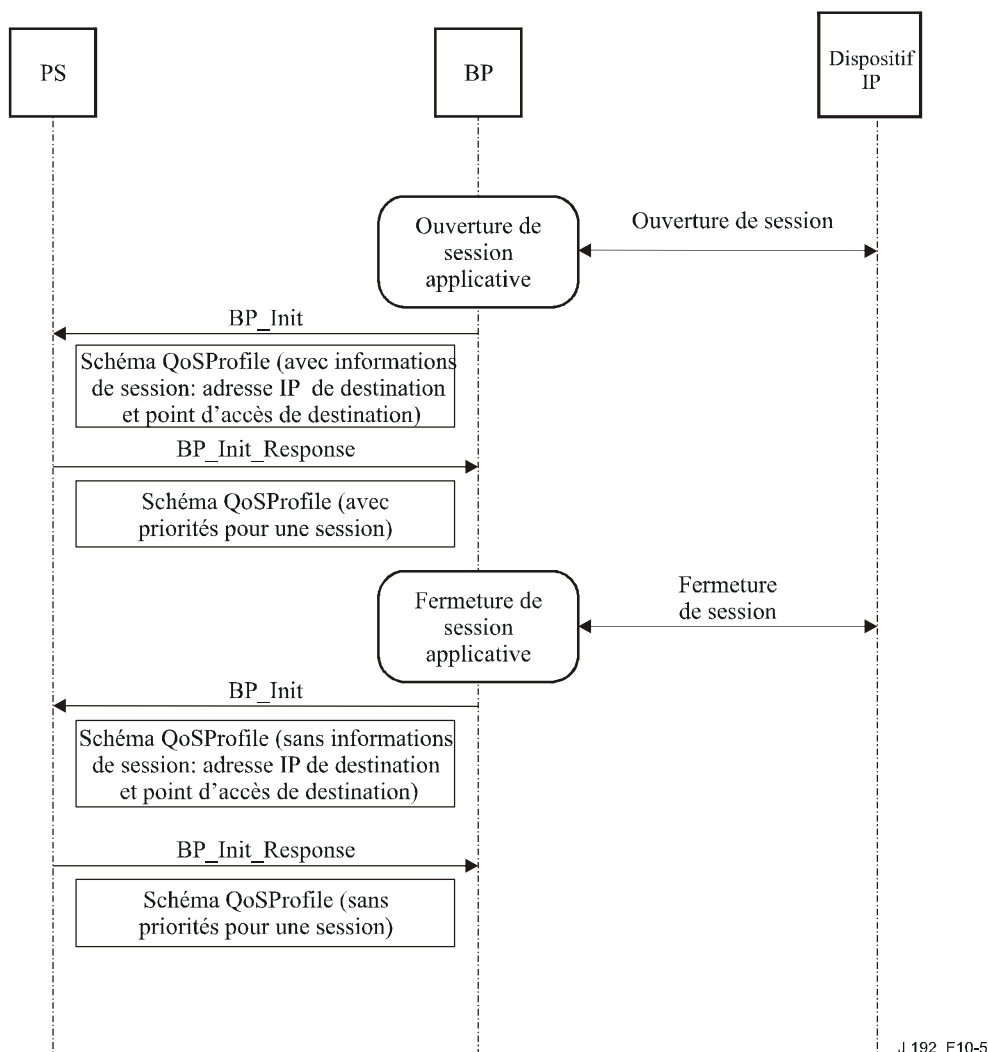 PS
BP
Dispositif
IP
Ouverture de
session
applicative
Ouverture de session
BP_Init
Schéma QoSProfile (avec informations
de session: adresse IP de destination
et point d'accès de destination)
BP_Init_Response
Schéma QoSProfile (avec
priorités pour une session)
Fermeture de
session
applicative
Fermeture
de session
BP_Init
Schéma QoSProfile (sans informations
de session: adresse IP de destination
et point d'accès de destination)
BP_Init_Response
Schéma QoSProfile (sans
priorités pour une session)
J.192_F10-5